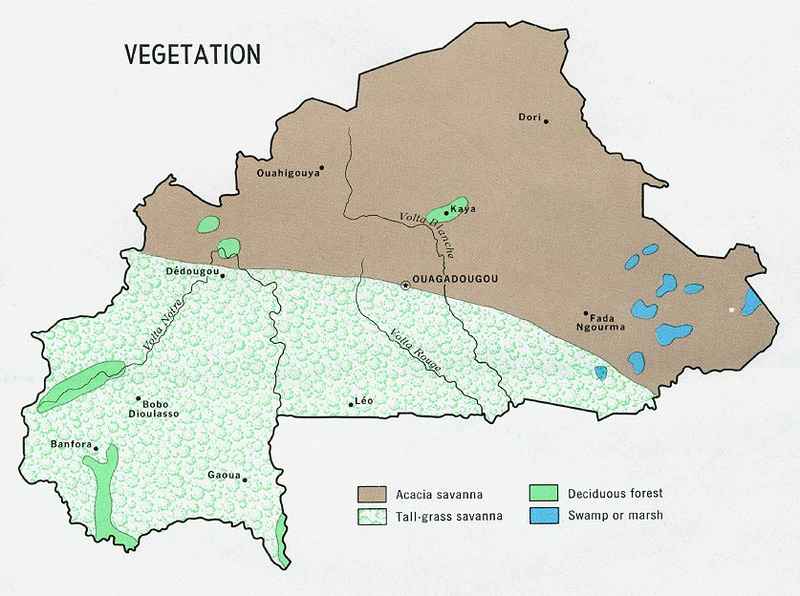 VEGETATION
Dori
Ouahigouya
Kaya
Volta Blanche
Dédougou
OUAGADOUGOU
Volta Noire
Fada
Ngourma
Volta Rouge
Bobo
Dioulasso
Léo
Banfora
Gaoua
Acacia savanna
Tall-grass savanna
Deciduous forest
Swamp or marsh